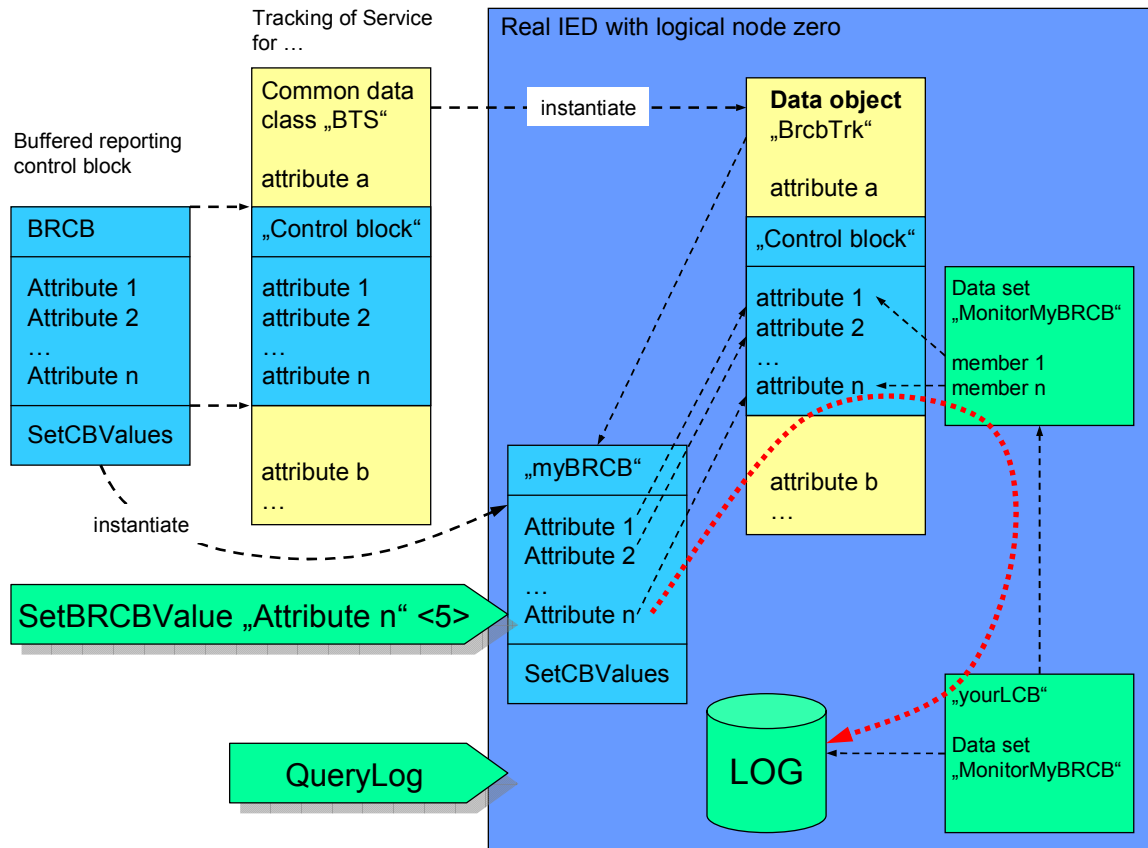 Tracking of Service
for …
Real IED with logical node zero
Buffered reporting
control block
BRCB
Attribute 1
Attribute 2
…
Attribute n
SetCBValues
Common data
class „BTS“
attribute a
„Control block“
attribute 1
attribute 2
…
attribute n
attribute b
…
instantiate
instantiate
Data object
„BrcbTrk“
attribute a
„Control block“
attribute 1
attribute 2
…
attribute n
attribute b
…
Data set
„MonitorMyBRCB“
member 1
member n
„myBRCB“
Attribute 1
Attribute 2
…
Attribute n
SetCBValues
SetBRCBValue „Attribute n“ <5>
QueryLog
LOG
„yourLCB“
Data set
„MonitorMyBRCB“